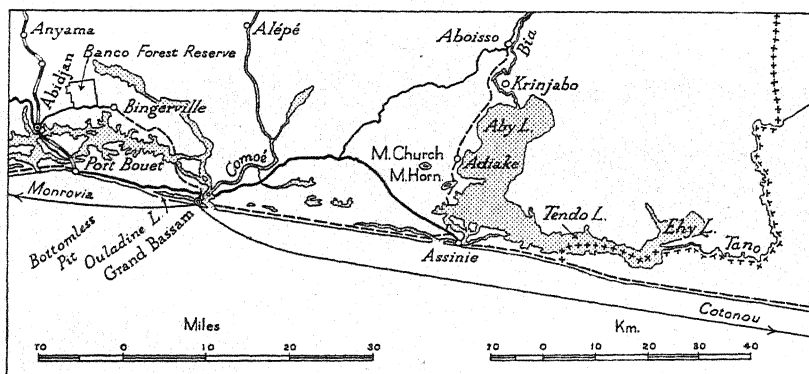 Anyama
Banco Forest Reserve
Alépé
Aboisso
Bia
Krinjabo
Abidjan
Bingerville
Aby L.
Port Bouet
Comoé
M. Church
M. Horn.
Adiake
Monrovia
Bottomless
Pit
Ouladine L.
Grand Bassam
Assinie
Tendo L.
Ehy L.
Tano
Cotonou
Miles
10 0 10 20 30
Km.
10 0 10 20 30 40